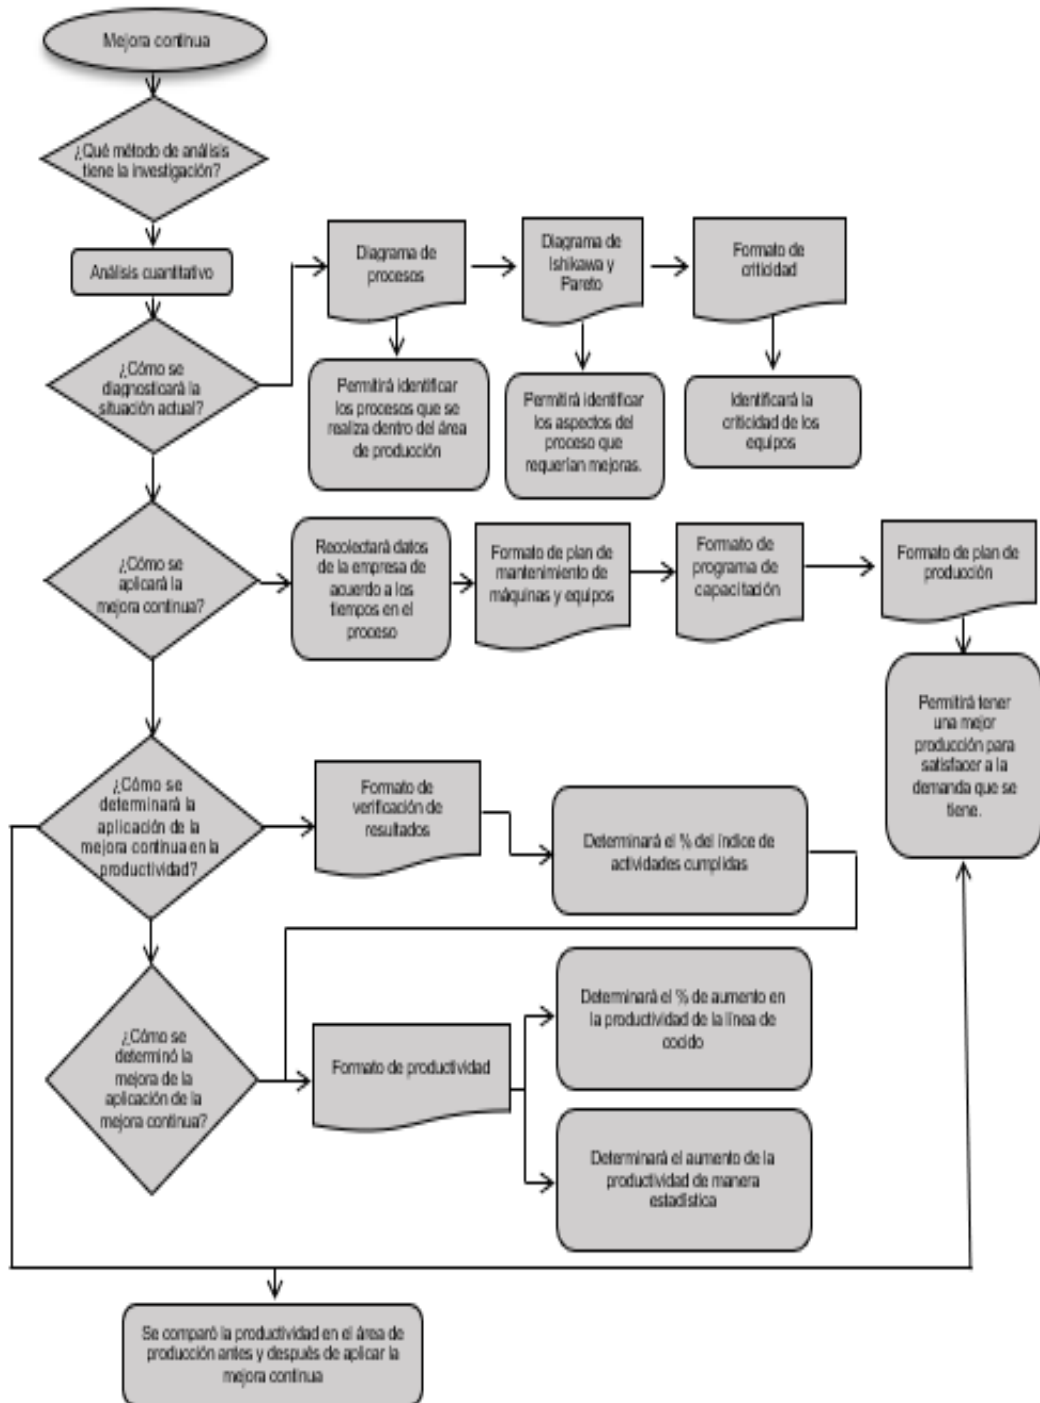 Mejora continua
¿Qué método de análisis
tiene la investigación?
Análisis cuantitativo
Diagrama de
procesos
Diagrama de
Ishikawa y
Pareto
Formato de
criticidad
¿Cómo se
diagnosticará la
situación actual?
Permitirá identificar
los procesos que se
realiza dentro del área
de producción
Permitirá identificar
los aspectos del
proceso que
requerían mejoras.
Identificará la
criticidad de los
equipos
¿Cómo se
aplicará la
mejora continua?
Recolectará datos
de la empresa de
acuerdo a los
tiempos en el
proceso
Formato de plan de
mantenimiento de
máquinas y equipos
Formato de
programa de
capacitación
Formato de plan de
producción
Permitirá tener
una mejor
producción para
satisfacer a la
demanda que se
tiene.
¿Cómo se
determinará la
aplicación de la
mejora continua en la
productividad?
Formato de
verificación de
resultados
Determinará el % del índice de
actividades cumplidas
¿Cómo se
determinó la
mejora de la
aplicación de la
mejora continua?
Formato de productividad
Determinará el % de aumento en
la productividad de la línea de
cocido
Determinará el aumento de la
productividad de manera
estadística
Se comparó la productividad en el área de
producción antes y después de aplicar la
mejora continua